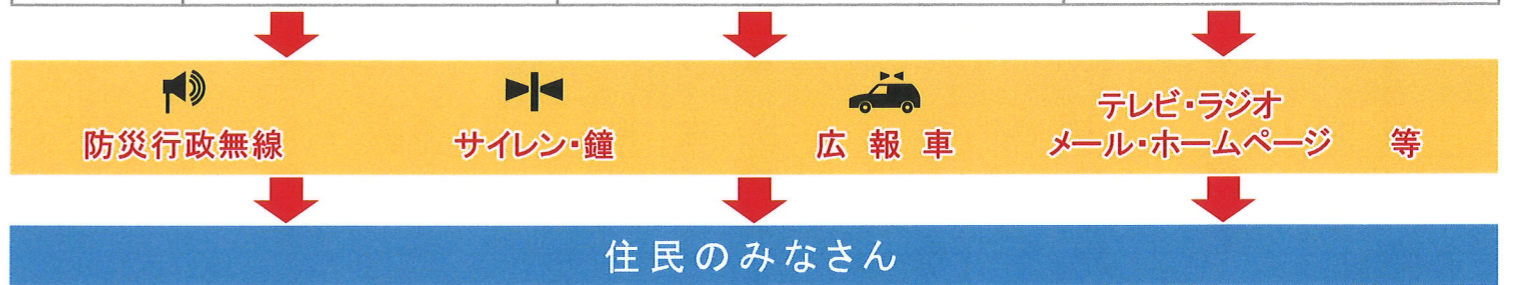 防災行政無線 サイレン・鐘 広報車 テレビ・ラジオ
メール・ホームページ 等
住民のみなさん